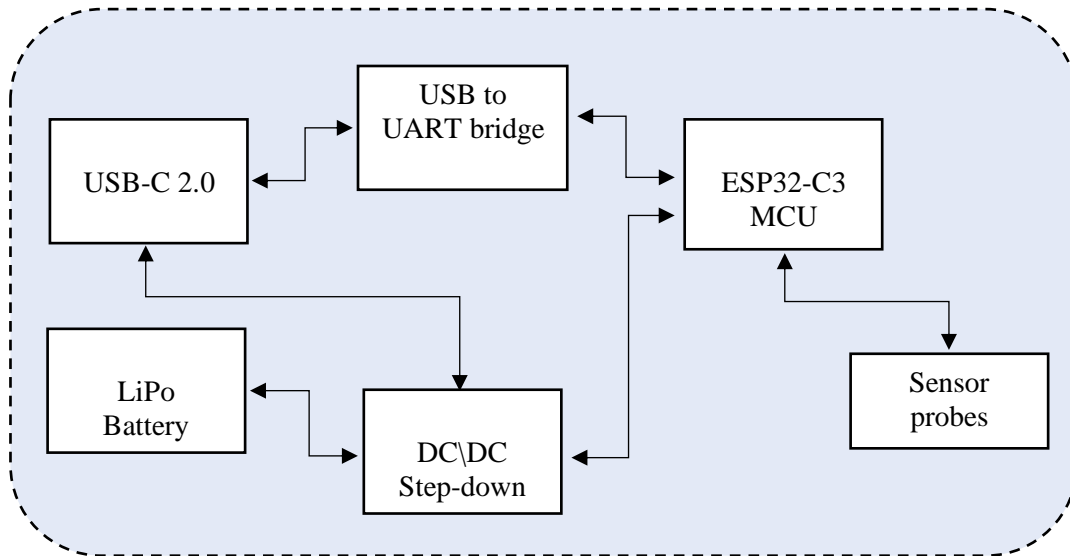 USB to
UART bridge
USB-C 2.0
ESP32-C3
MCU
LiPo
Battery
Sensor
probes
DC\DC
Step-down